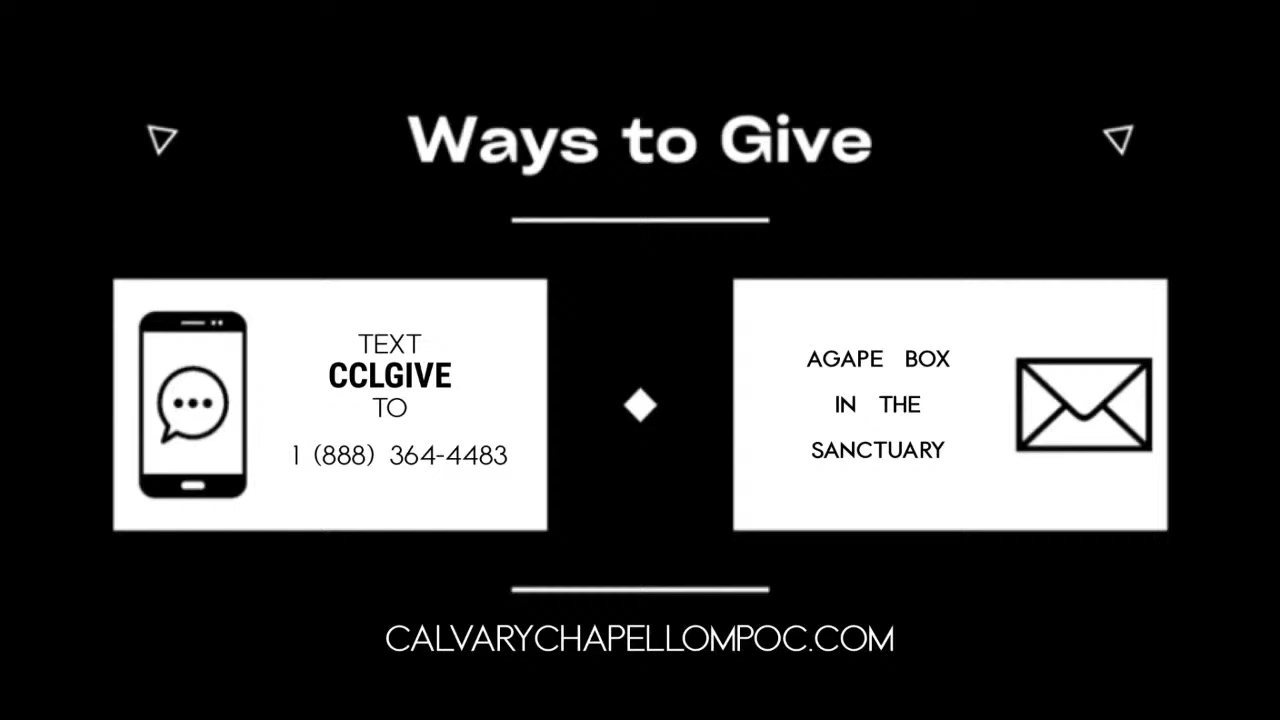 Ways to Give
TEXT
CCLGIVE
TO
1 (888) 364-4483
AGAPE BOX
IN THE
SANCTUARY
CALVARYCHAPELLOMPOC.COM